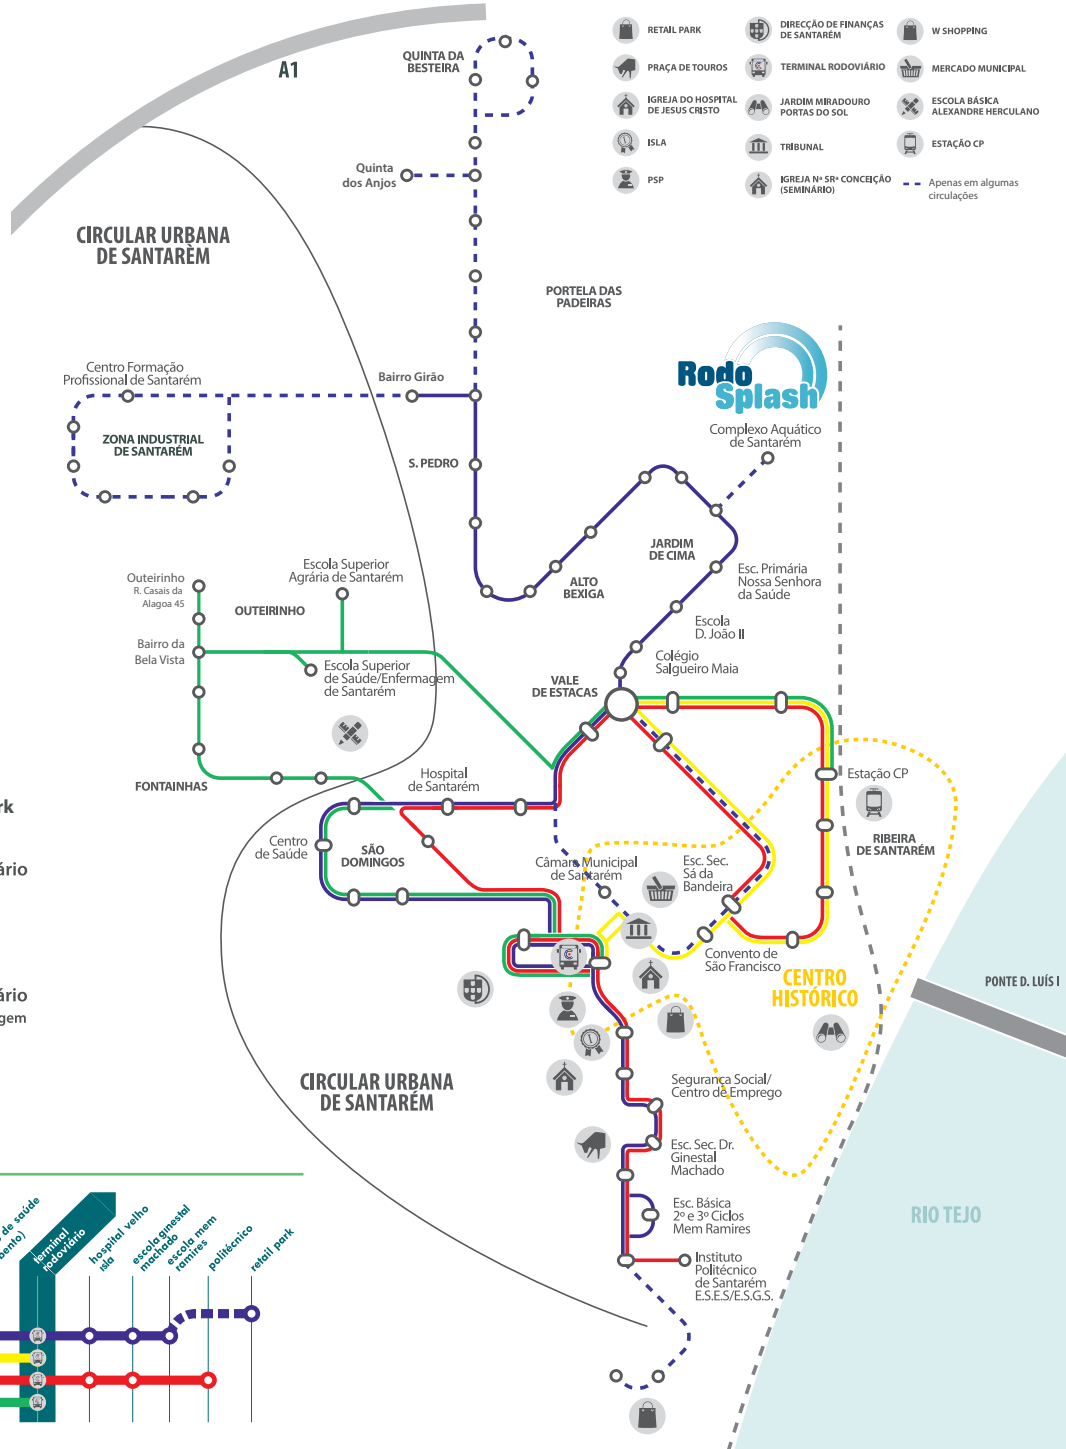 RETAIL PARK
PRAÇA DE TOUROS
IGREJA DO HOSPITAL
DE JESUS CRISTO
ISLA
PSP
DIRECÇÃO DE FINANÇAS
DE SANTARÉM
TERMINAL RODOVIÁRIO
JARDIM MIRADOURO
PORTAS DO SOL
TRIBUNAL
IGREJA Nª SRª CONCEIÇÃO
(SEMINÁRIO)
W SHOPPING
MERCADO MUNICIPAL
ESCOLA BÁSICA
ALEXANDRE HERCULANO
ESTAÇÃO CP
Apenas em algumas
circulações
A1
QUINTA DA
BESTEIRA
Quinta
dos Anjos
CIRCULAR URBANA
DE SANTARÈM
PORTELA DAS
PADEIRAS
Rodo
Splash
Centro Formação
Profissional de Santarém
Bairro Girão
ZONA INDUSTRIAL
DE SANTARÉM
S. PEDRO
Complexo Aquático
de Santarém
JARDIM
DE CIMA
ALTO
BEXIGA
Esc. Primária
Nossa Senhora
da Saúde
Escola
D. João II
Colégio
Salgueiro Maia
Outeirinho
R. Casais da
Alagoa 45
OUTEIRINHO
Escola Superior
Agrária de Santarém
Bairro da
Bela Vista
Escola Superior
de Saúde/Enfermagem
de Santarém
VALE
DE ESTACAS
FONTAINHAS
Hospital
de Santarém
Estação CP
RIBEIRA
DE SANTARÉM
Centro
de Saúde
SÃO
DOMINGOS
Câmara Municipal
de Santarém
Esc. Sec.
Sá da
Bandeira
Convento de
São Francisco
CENTRO
HISTÓRICO
PONTE D. LUÍS I
CIRCULAR URBANA
DE SANTARÉM
Segurança Social/
Centro de Emprego
Esc. Sec. Dr.
Ginestal
Machado
Esc. Básica
2º e 3º Ciclos
Mem Ramires
Instituto
Politécnico
de Santarém
E.S.E.S/E.S.G.S.
RIO TEJO
rk
ário
ário
gem
de saúde
bento)
terminal
rodoviário
hospital velho
isla
escola ginestal
machado
escola mem
ramires
politécnico
retail park